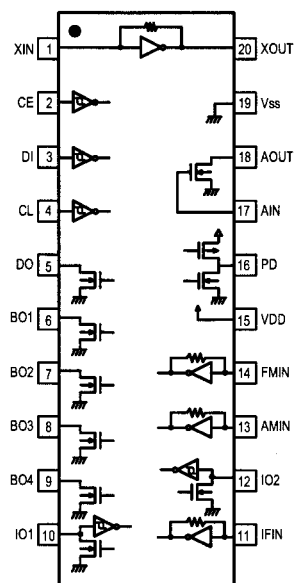 XIN 1 20 XOUT
CE 2 19 Vss
DI 3 18 AOUT
CL 4 17 AIN
DO 5 16 PD
BO1 6 15 VDD
BO2 7 14 FMIN
BO3 8 13 AMIN
BO4 9 12 IO2
IO1 10 11 IFIN